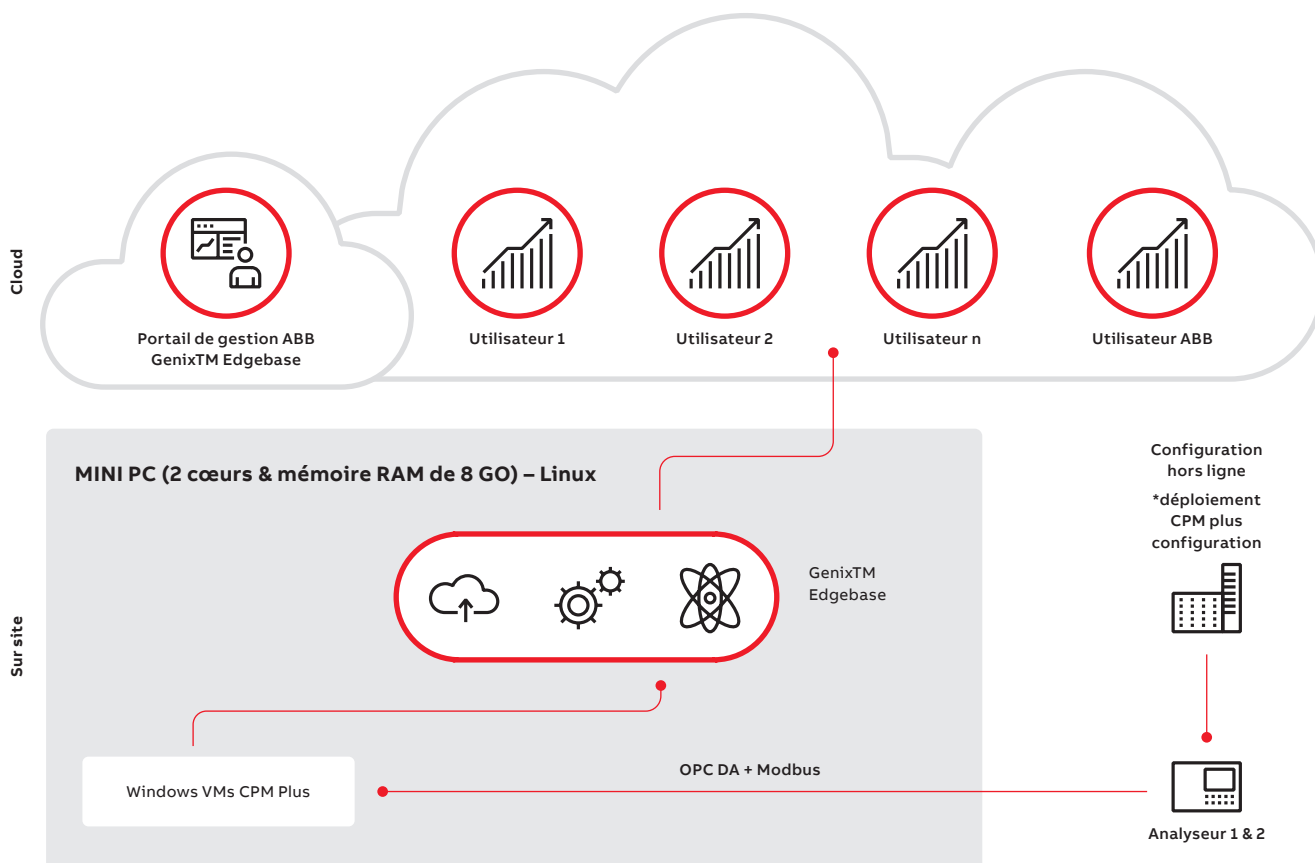 Cloud
Portail de gestion ABB
GenixTM Edgebase
Utilisateur 1
Utilisateur 2
Utilisateur n
Utilisateur ABB
Sur site
MINI PC (2 cœurs & mémoire RAM de 8 GO) – Linux
GenixTM
Edgebase
Configuration
hors ligne
*déploiement
CPM plus
configuration
Windows VMs CPM Plus
OPC DA + Modbus
Analyseur 1 & 2